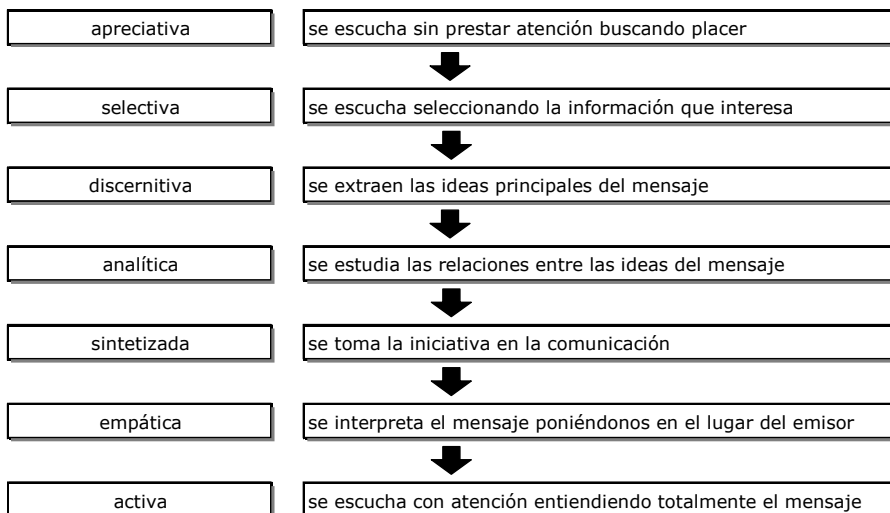 apreciativa se escucha sin prestar atención buscando placer
selectiva se escucha seleccionando la información que interesa
discernitiva se extraen las ideas principales del mensaje
analítica se estudia las relaciones entre las ideas del mensaje
sintetizada se toma la iniciativa en la comunicación
empática se interpreta el mensaje poniéndonos en el lugar del emisor
activa se escucha con atención entiendiendo totalmente el mensaje